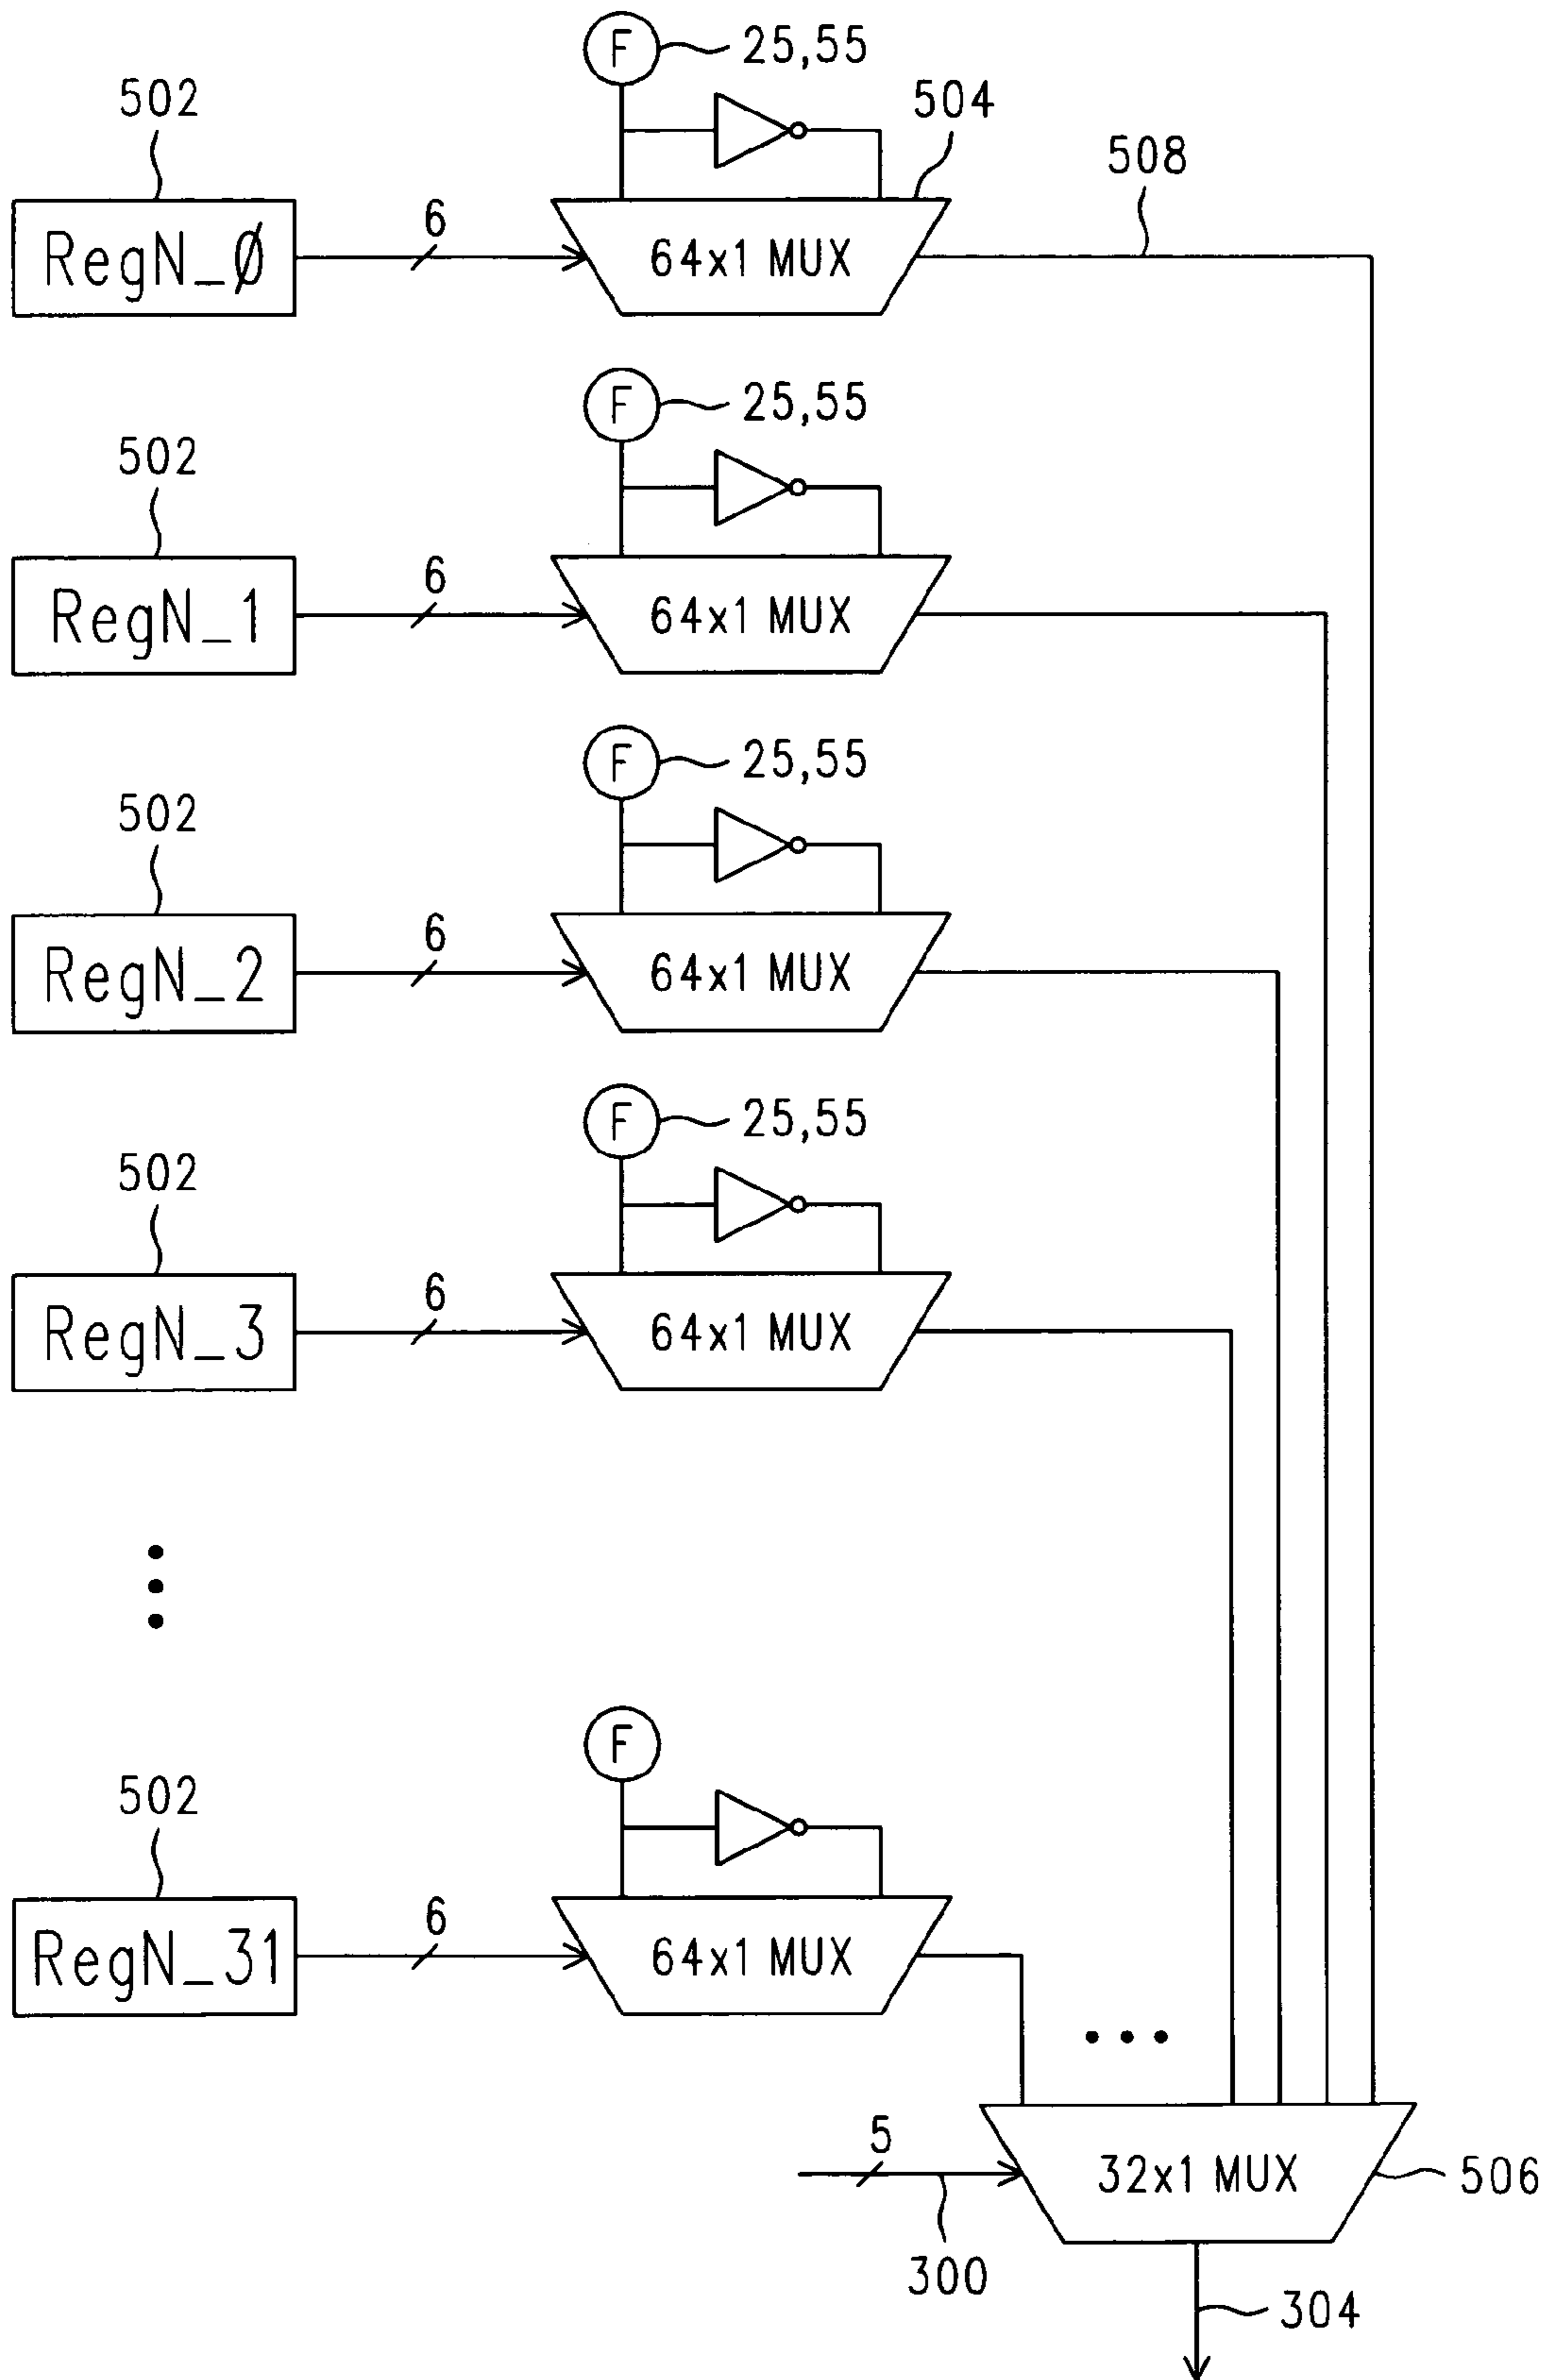 F 25,55
502
504
508
RegN_Ø
6
64x1 MUX
F 25,55
502
RegN_1
6
64x1 MUX
F 25,55
502
RegN_2
6
64x1 MUX
F 25,55
502
RegN_3
6
64x1 MUX
F
502
RegN_31
6
64x1 MUX
5
32x1 MUX
506
300
304